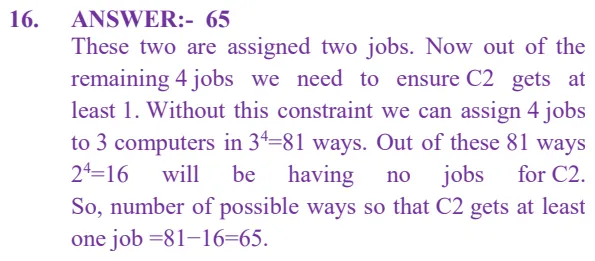 16. ANSWER:- 65
These two are assigned two jobs. Now out of the
remaining 4 jobs we need to ensure C2 gets at
least 1. Without this constraint we can assign 4 jobs
to 3 computers in 3⁴=81 ways. Out of these 81 ways
2⁴=16 will be having no jobs for C2.
So, number of possible ways so that C2 gets at least
one job =81−16=65.